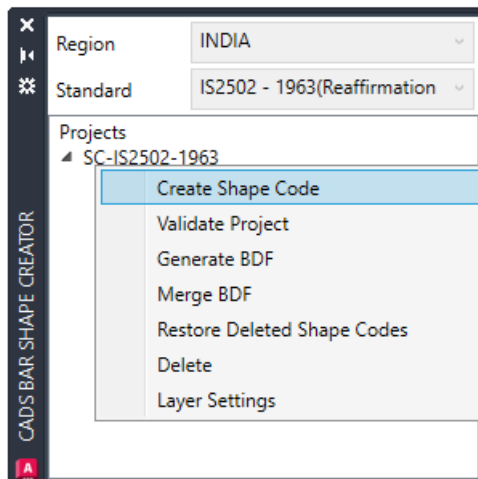 Region
INDIA
Standard
IS2502 - 1963(Reaffirmation
Projects
SC-IS2502-1963
Create Shape Code
Validate Project
Generate BDF
Merge BDF
Restore Deleted Shape Codes
Delete
Layer Settings
CADS BAR SHAPE CREATOR
A